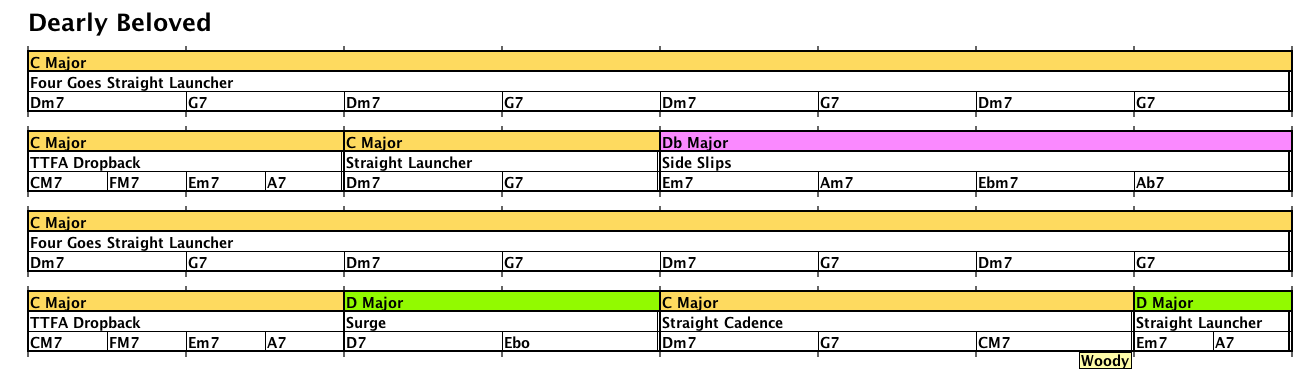 Dearly Beloved
C Major
Four Goes Straight Launcher
Dm7 G7 Dm7 G7 Dm7 G7 Dm7 G7
C Major C Major Db Major
TTFA Dropback Straight Launcher Side Slips
CM7 FM7 Em7 A7 Dm7 G7 Em7 Am7 Ebm7 Ab7
C Major
Four Goes Straight Launcher
Dm7 G7 Dm7 G7 Dm7 G7 Dm7 G7
C Major D Major C Major D Major
TTFA Dropback Surge Straight Cadence Straight Launcher
CM7 FM7 Em7 A7 D7 Ebo Dm7 G7 CM7 Em7 A7
Woody